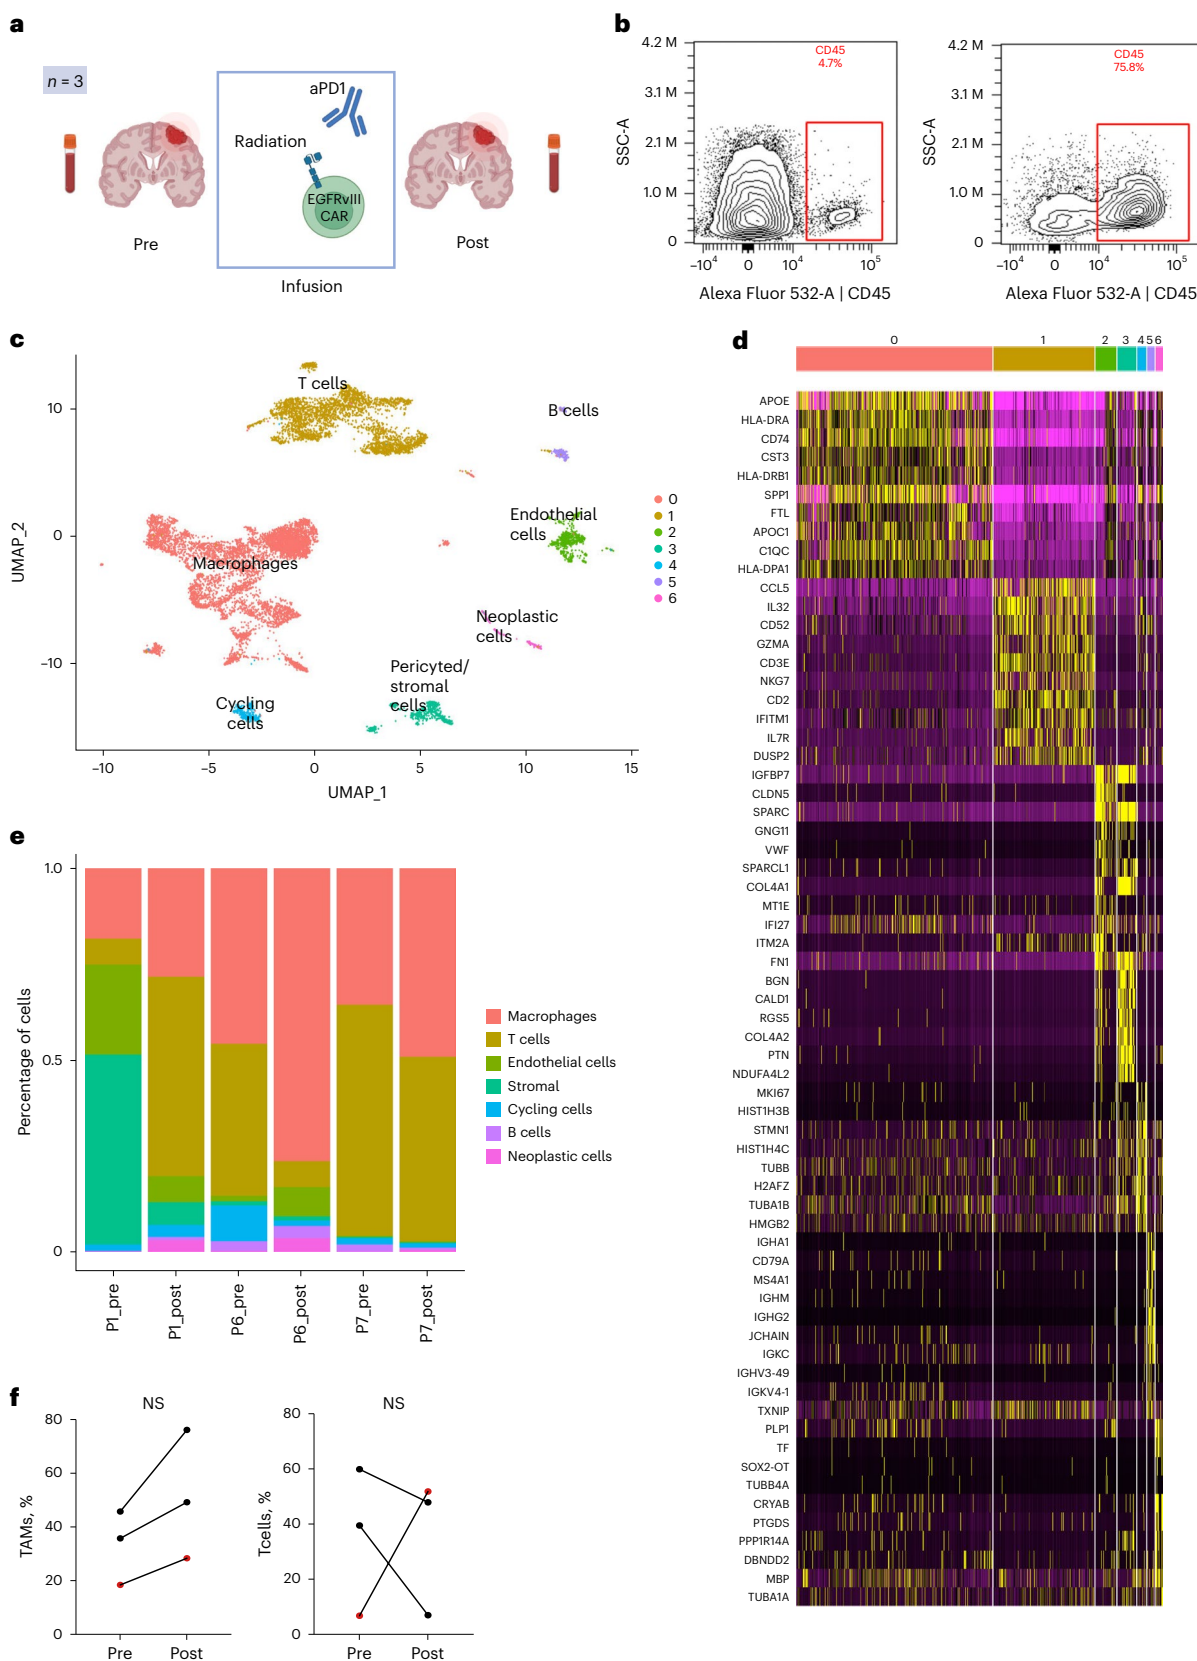 a
n = 3
aPD1
Radiation
EGFRvIII
CAR
Pre
Post
Infusion
b
4.2 M
3.1 M
2.1 M
1.0 M
0
SSC-A
CD45
4.7%
–10⁴
0
10⁴
10⁵
Alexa Fluor 532-A | CD45
4.2 M
3.1 M
2.1 M
1.0 M
0
SSC-A
CD45
75.8%
–10⁴
0
10⁴
10⁵
Alexa Fluor 532-A | CD45
c
10
0
–10
UMAP_2
T cells
B cells
Endothelial
cells
Macrophages
Neoplastic
cells
Pericyted/
stromal
cells
Cycling
cells
–10
–5
0
5
10
15
UMAP_1
0
1
2
3
4
5
6
d
0
1
2
3
4
5
6
APOE
HLA-DRA
CD74
CST3
HLA-DRB1
SPP1
FTL
APOC1
C1QC
HLA-DPA1
CCL5
IL32
CD52
GZMA
CD3E
NKG7
CD2
IFITM1
IL7R
DUSP2
IGFBP7
CLDN5
SPARC
GNG11
VWF
SPARCL1
COL4A1
MT1E
IFI27
ITM2A
FN1
BGN
CALD1
RGS5
COL4A2
PTN
NDUFA4L2
MKI67
HIST1H3B
STMN1
HIST1H4C
TUBB
H2AFZ
TUBA1B
HMGB2
IGHA1
CD79A
MS4A1
IGHM
IGHG2
JCHAIN
IGKC
IGHV3-49
IGKV4-1
TXNIP
PLP1
TF
SOX2-OT
TUBB4A
CRYAB
PTGDS
PPP1R14A
DBNDD2
MBP
TUBA1A
e
1.0
0.5
0
Percentage of cells
P1_pre
P1_post
P6_pre
P6_post
P7_pre
P7_post
Macrophages
T cells
Endothelial cells
Stromal
Cycling cells
B cells
Neoplastic cells
f
NS
80
60
40
20
0
TAMs, %
Pre
Post
NS
80
60
40
20
0
Tcells, %
Pre
Post